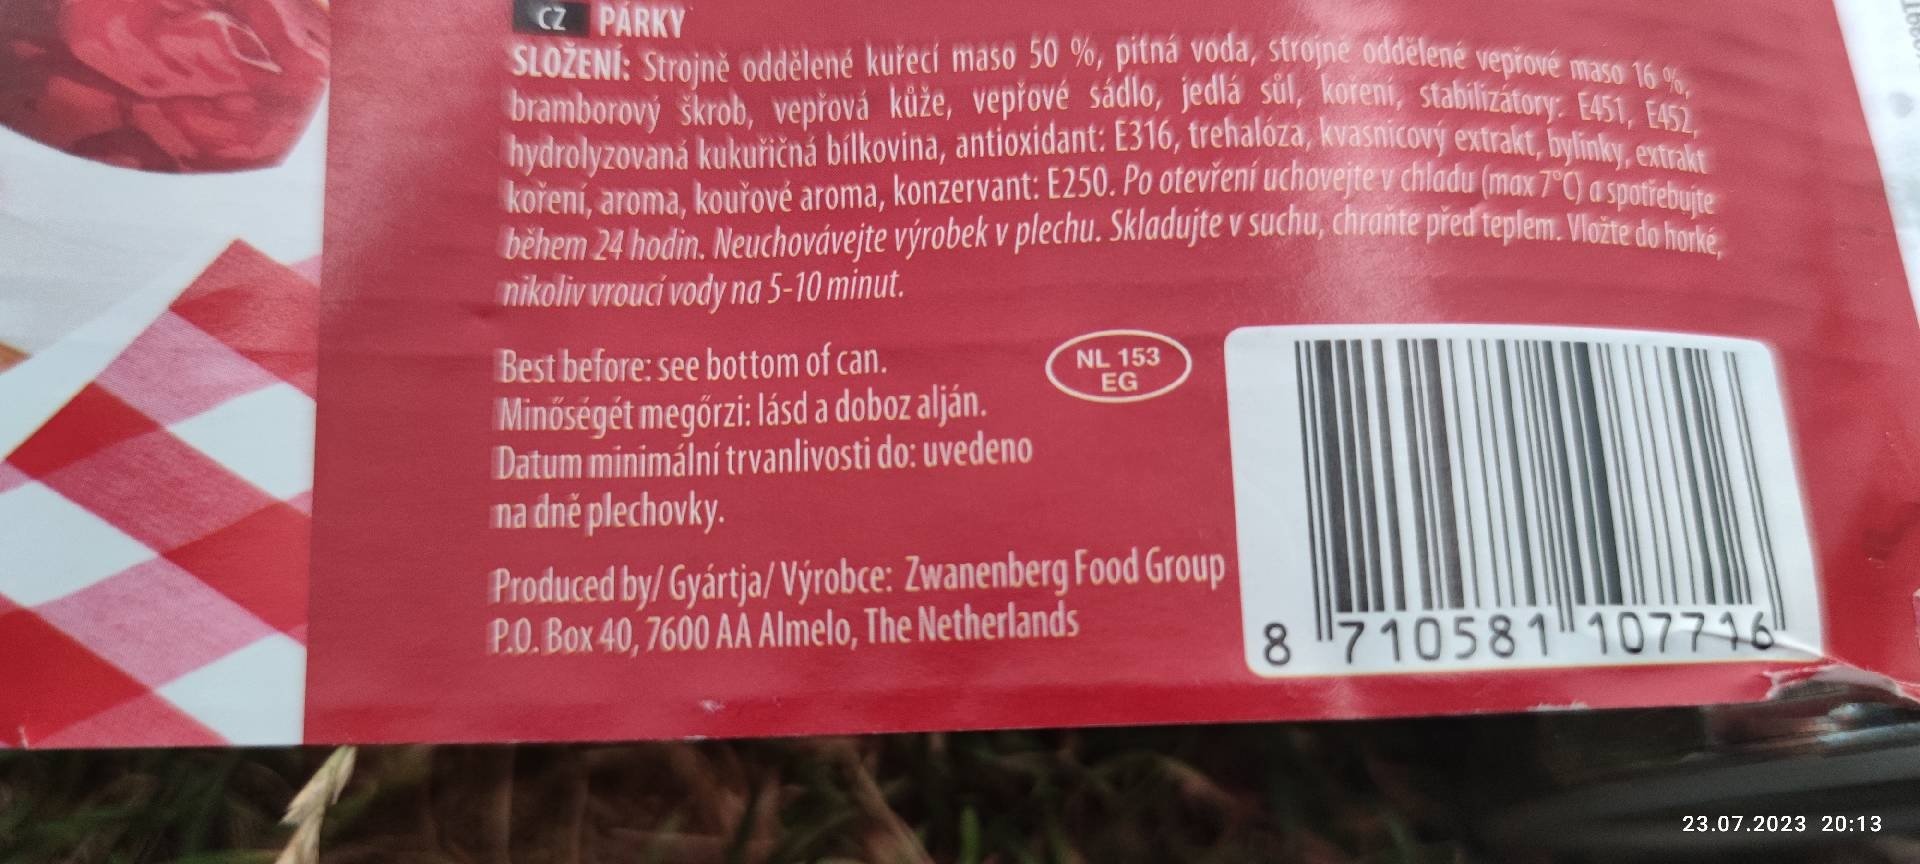 CZ PÁRKY
SLOŽENÍ: Strojně oddělené kuřecí maso 50 %, pitná voda, strojně oddělené vepřové maso 16 %,
bramborový škrob, vepřová kůže, vepřové sádlo, jedlá sůl, koření, stabilizátory: E451, E452,
hydrolyzovaná kukuřičná bílkovina, antioxidant: E316, trehalóza, kvasnicový extrakt, bylinky, extrakt
koření, aroma, kouřové aroma, konzervant: E250. Po otevření uchovejte v chladu (max 7°C) a spotřebujte
během 24 hodin. Neuchovávejte výrobek v plechu. Skladujte v suchu, chraňte před teplem. Vložte do horké,
nikoliv vroucí vody na 5-10 minut.
Best before: see bottom of can.
Minőségét megőrzi: lásd a doboz alján.
Datum minimální trvanlivosti do: uvedeno
na dně plechovky.
NL 153
EG
Produced by/ Gyártja/ Výrobce: Zwanenberg Food Group
P.O. Box 40, 7600 AA Almelo, The Netherlands
8 710581 107716
23.07.2023 20:13